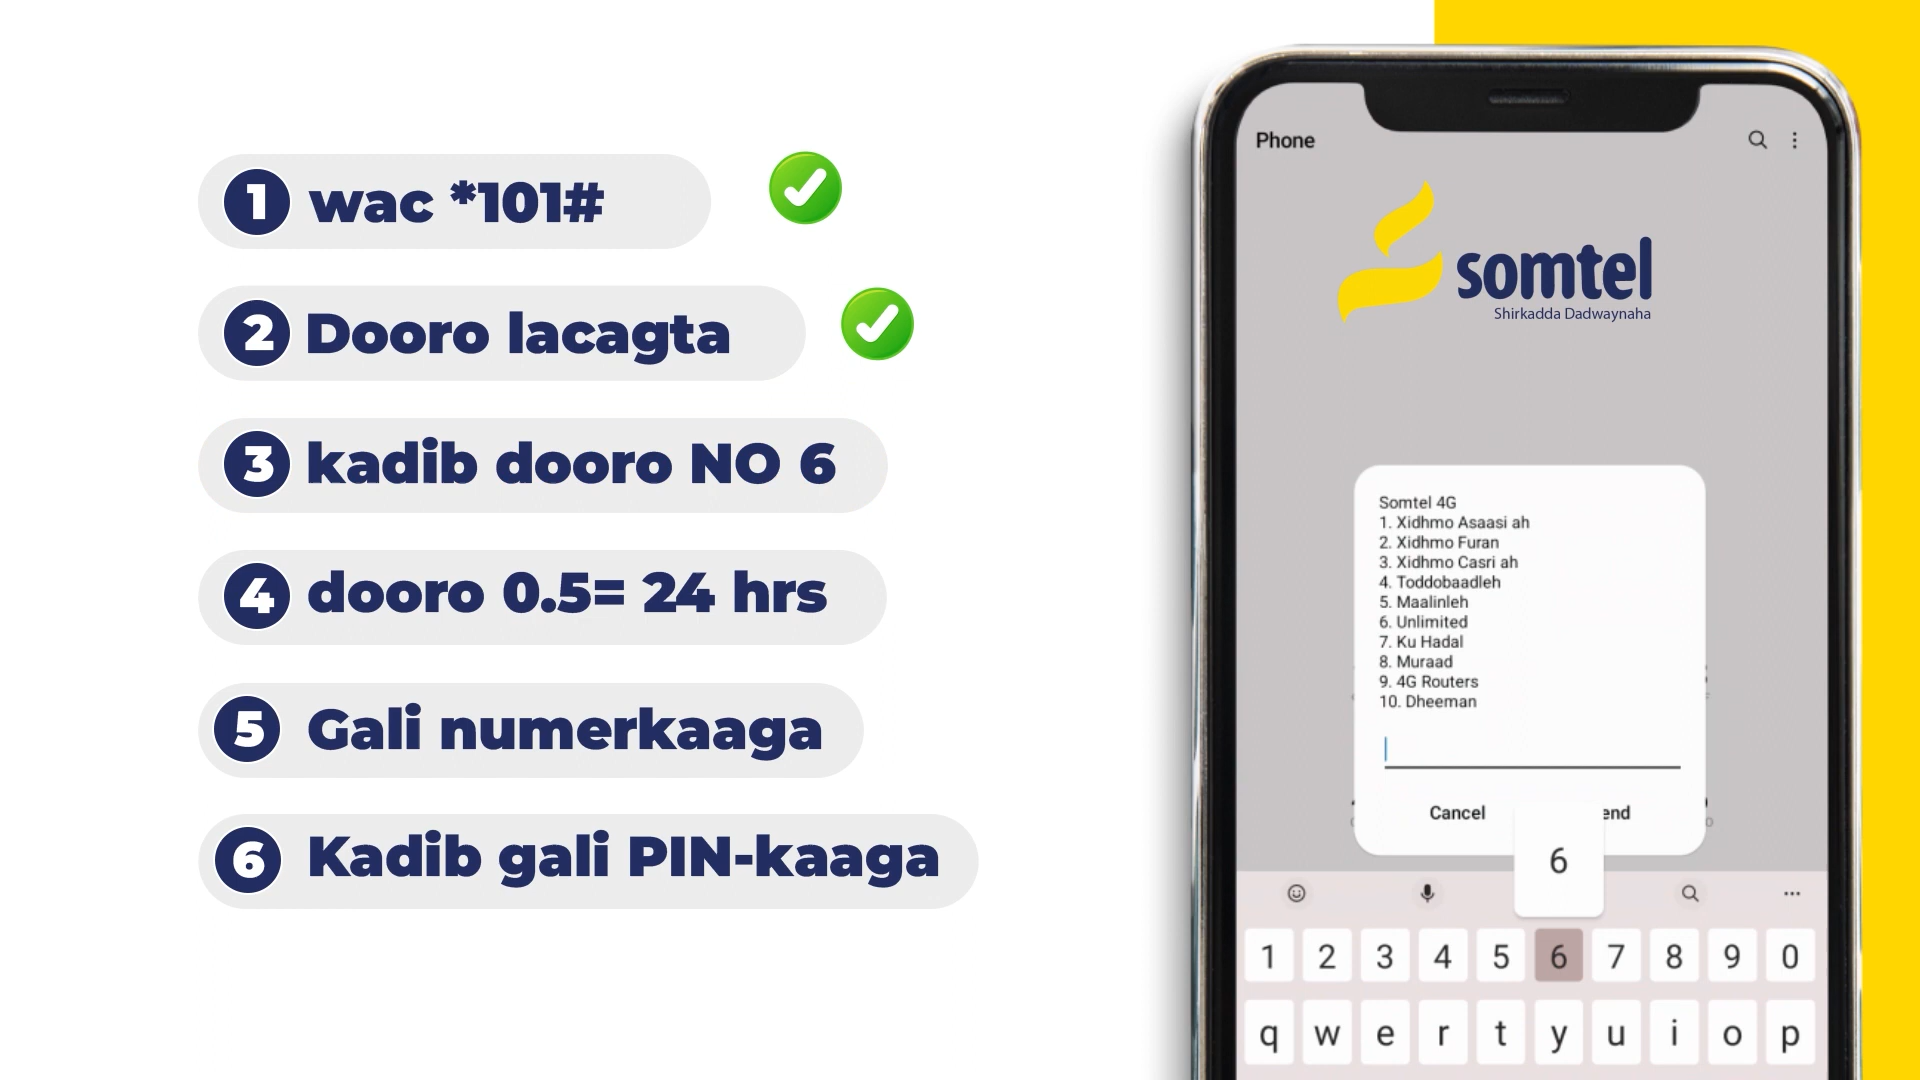 1 wac *101#
2 Dooro lacagta
3 kadib dooro NO 6
4 dooro 0.5= 24 hrs
5 Gali numerkaaga
6 Kadib gali PIN-kaaga
Phone
somtel
Shirkadda Dadwaynaha
Somtel 4G
1. Xidhmo Asaasi ah
2. Xidhmo Furan
3. Xidhmo Casri ah
4. Toddobaadleh
5. Maalinleh
6. Unlimited
7. Ku Hadal
8. Muraad
9. 4G Routers
10. Dheeman
Cancel end
6
1 2 3 4 5 6 7 8 9 0
q w e r t y u i o p